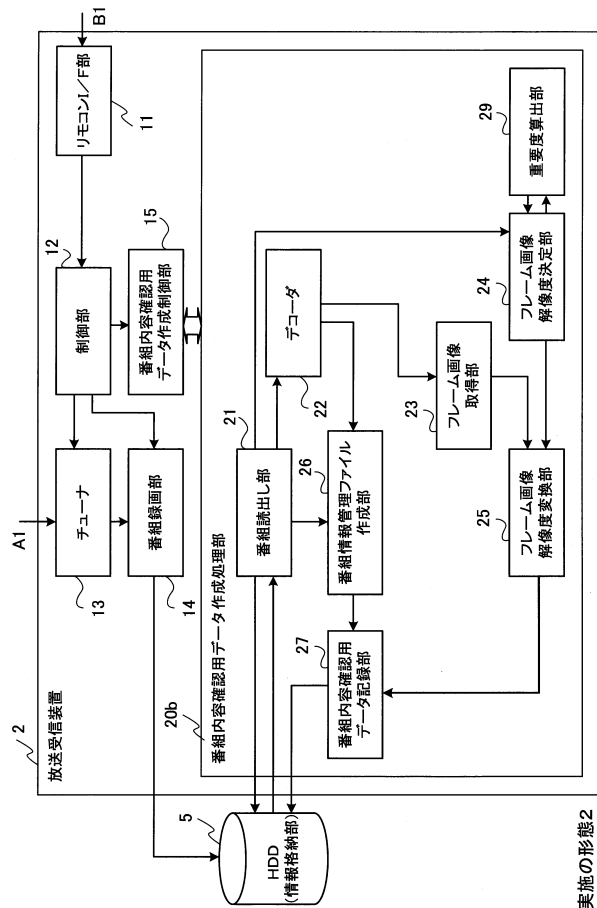 2
放送受信装置
A1
B1
リモコンI/F部
11
12
制御部
15
番組内容確認用
データ作成制御部
チューナ
13
番組録画部
14
番組内容確認用データ作成処理部
20b
21
番組読出し部
デコーダ
22
26
番組情報管理ファイル
作成部
23
フレーム画像
取得部
29
重要度算出部
24
フレーム画像
解像度決定部
25
フレーム画像
解像度変換部
27
番組内容確認用
データ記録部
5
HDD
(情報格納部)
実施の形態2